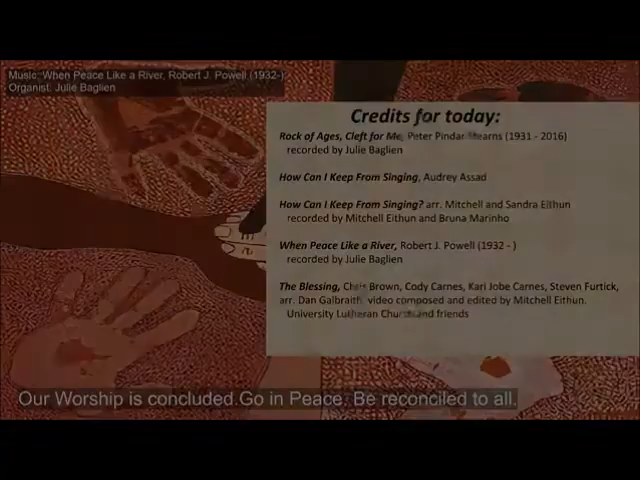 Music: When Peace Like a River, Robert J. Powell (1932-)
Organist: Julie Baglien
Credits for today:
Rock of Ages, Cleft for Me, Peter Pindar Stearns (1931 - 2016)
recorded by Julie Baglien
How Can I Keep From Singing, Audrey Assad
How Can I Keep From Singing? arr. Mitchell and Sandra Eithun
recorded by Mitchell Eithun and Bruna Marinho
When Peace Like a River, Robert J. Powell (1932 - )
recorded by Julie Baglien
The Blessing, Chris Brown, Cody Carnes, Kari Jobe Carnes, Steven Furtick,
arr. Dan Galbraith video composed and edited by Mitchell Eithun.
University Lutheran Church and friends
Our Worship is concluded.Go in Peace. Be reconciled to all.